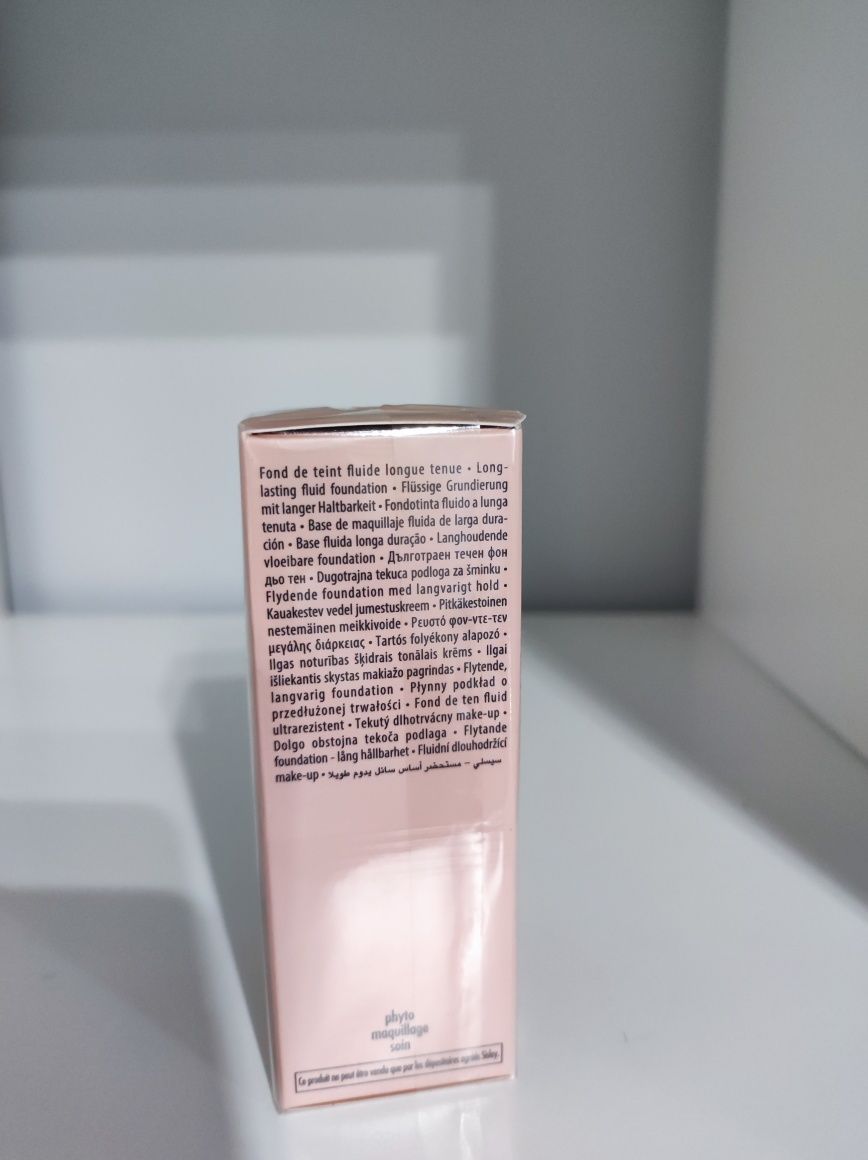 Fond de teint fluide longue tenue • Long-
lasting fluid foundation • Flüssige Grundierung
mit langer Haltbarkeit • Fondotinta fluido a lunga
tenuta • Base de maquillaje fluida de larga dura-
ción • Base fluida longa duração • Langhoudende
vloeibare foundation • Дълготраен течен фон
дьо тен • Dugotrajna tekuca podloga za šminku •
Flydende foundation med langvarigt hold •
Kauakestev vedel jumestuskreem • Pitkäkestoinen
nestemäinen meikkivoide • Ρευστό φον-ντε-τεν
μεγάλης διάρκειας • Tartós folyékony alapozó •
Ilgas noturības šķidrais tonālais krēms • Ilgai
išliekantis skystas makiažo pagrindas • Flytende,
langvarig foundation • Płynny podkład o
przedłużonej trwałości • Fond de ten fluid
ultrarezistent • Tekutý dlhotrvácny make-up •
Dolgo obstojna tekoča podlaga • Flytande
foundation - lång hållbarhet • Fluidní dlouhodržící
make-up • سيسلي – مستحضر أساس سائل يدوم طويلا
phyto
maquillage
soin
Ce produit ne peut être vendu que par les dépositaires agréés Sisley.